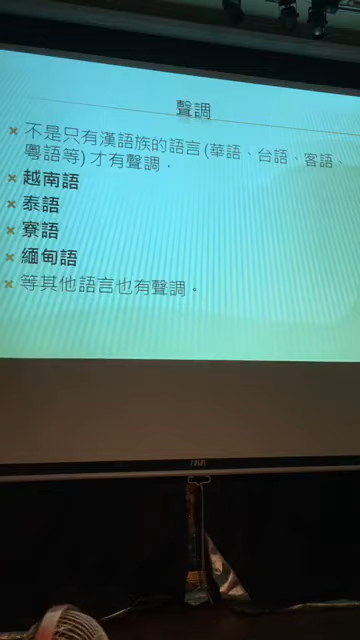 聲調
不是只有漢語族的語言(華語、台語、客語、
粵語等)才有聲調．
越南語
泰語
寮語
緬甸語
等其他語言也有聲調。